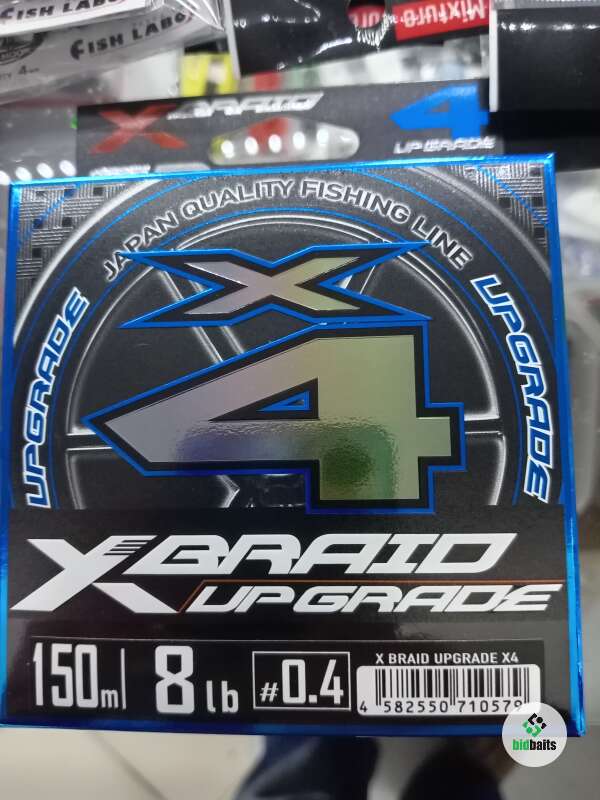 FISH LABO
Mixture
X BRAID
4
UPGRADE
JAPAN QUALITY FISHING LINE
UPGRADE
UPGRADE
X
4
X BRAID
UPGRADE
150m 8lb #0.4
X BRAID UPGRADE X4
4 582550 710579
bidbaits